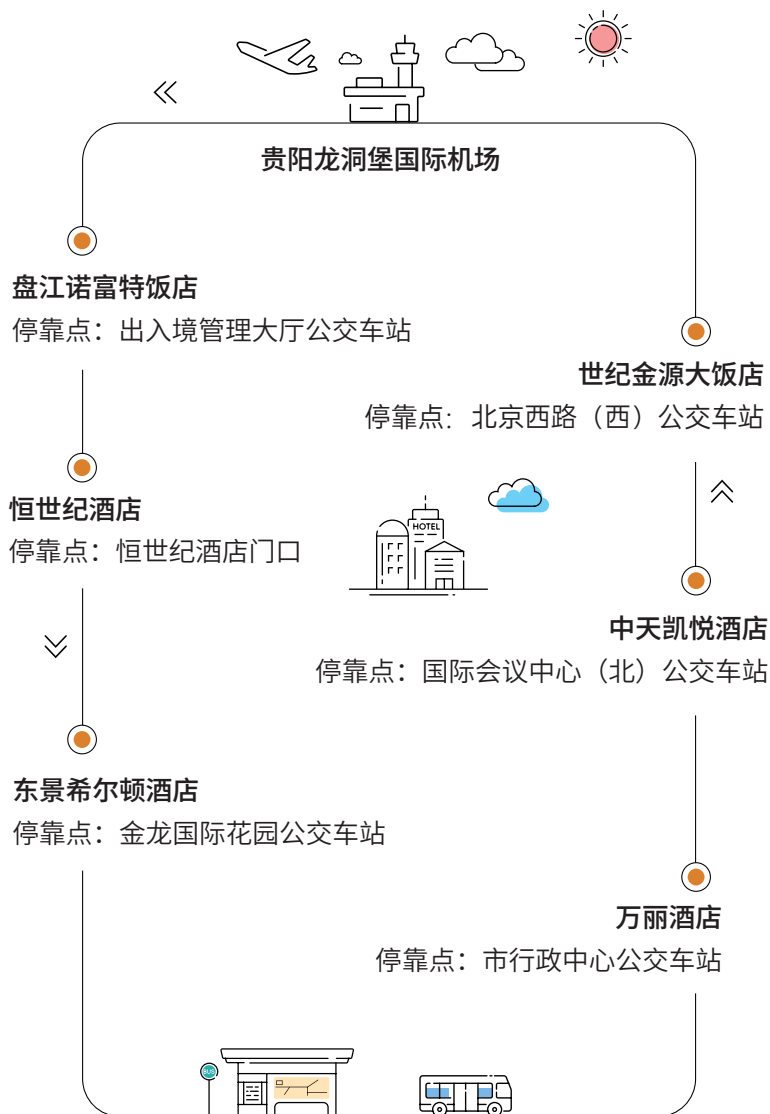 贵阳龙洞堡国际机场
盘江诺富特饭店
停靠点：出入境管理大厅公交车站
世纪金源大饭店
停靠点：北京西路（西）公交车站
恒世纪酒店
停靠点：恒世纪酒店门口
HOTEL
中天凯悦酒店
停靠点：国际会议中心（北）公交车站
东景希尔顿酒店
停靠点：金龙国际花园公交车站
万丽酒店
停靠点：市行政中心公交车站
BUS